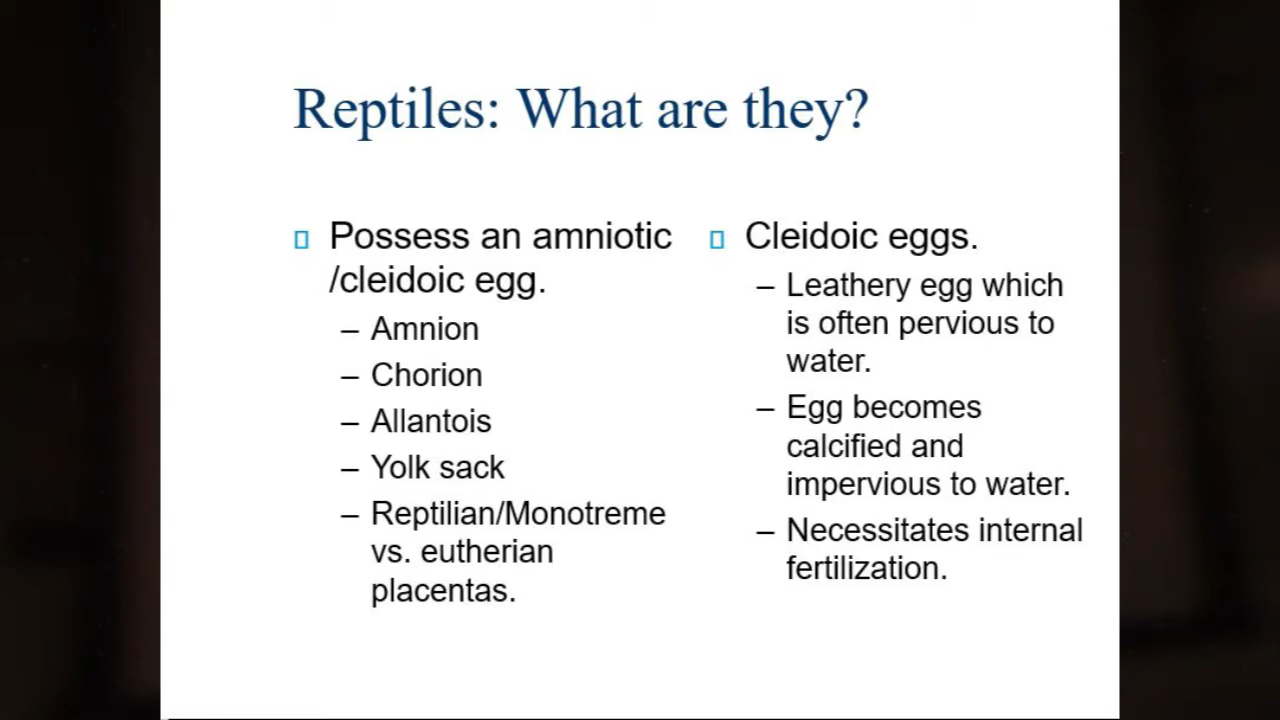 Reptiles: What are they?
Possess an amniotic
/cleidoic egg.
– Amnion
– Chorion
– Allantois
– Yolk sack
– Reptilian/Monotreme
vs. eutherian
placentas.
Cleidoic eggs.
– Leathery egg which
is often pervious to
water.
– Egg becomes
calcified and
impervious to water.
– Necessitates internal
fertilization.